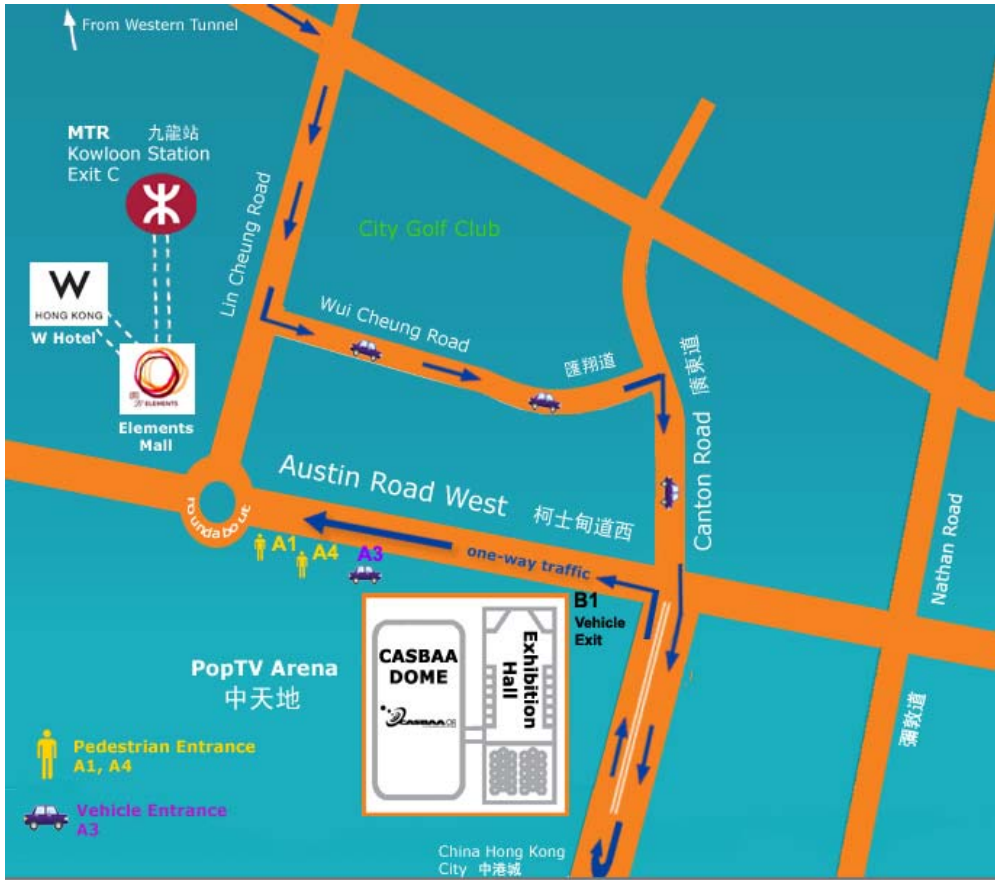 From Western Tunnel
MTR 九龍站
Kowloon Station
Exit C
Lin Cheung Road
City Golf Club
W
HONG KONG
W Hotel
Wui Cheung Road
匯翔道
Canton Road 廣東道
ELEMENTS
Elements
Mall
Austin Road West 柯士甸道西
Nathan Road
彌敦道
roundabout
A1
A4
A3
one-way traffic
B1
Vehicle
Exit
CASBAA
DOME
CASBAA
Exhibition
Hall
PopTV Arena
中天地
Pedestrian Entrance
A1, A4
Vehicle Entrance
A3
China Hong Kong
City 中港城